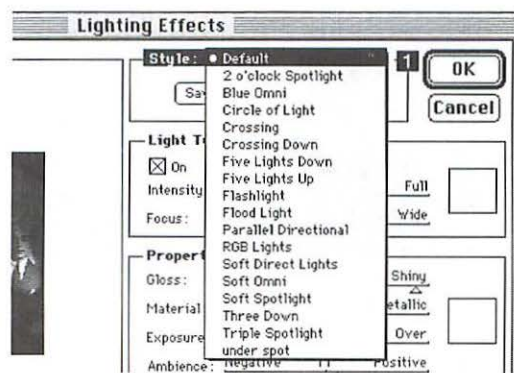 Lighting Effects
Style: Default 1 OK
2 o'clock Spotlight
Sa Blue Omni Cancel
Circle of Light
Crossing
Light T Crossing Down
On Five Lights Down
Intensity Five Lights Up Full
Flashlight
Focus: Flood Light Wide
Parallel Directional
Propert RGB Lights
Gloss: Soft Direct Lights Shiny
Soft Omni
Material Soft Spotlight etallic
Three Down
Exposure Triple Spotlight Over
under spot
Ambience: Negative Positive